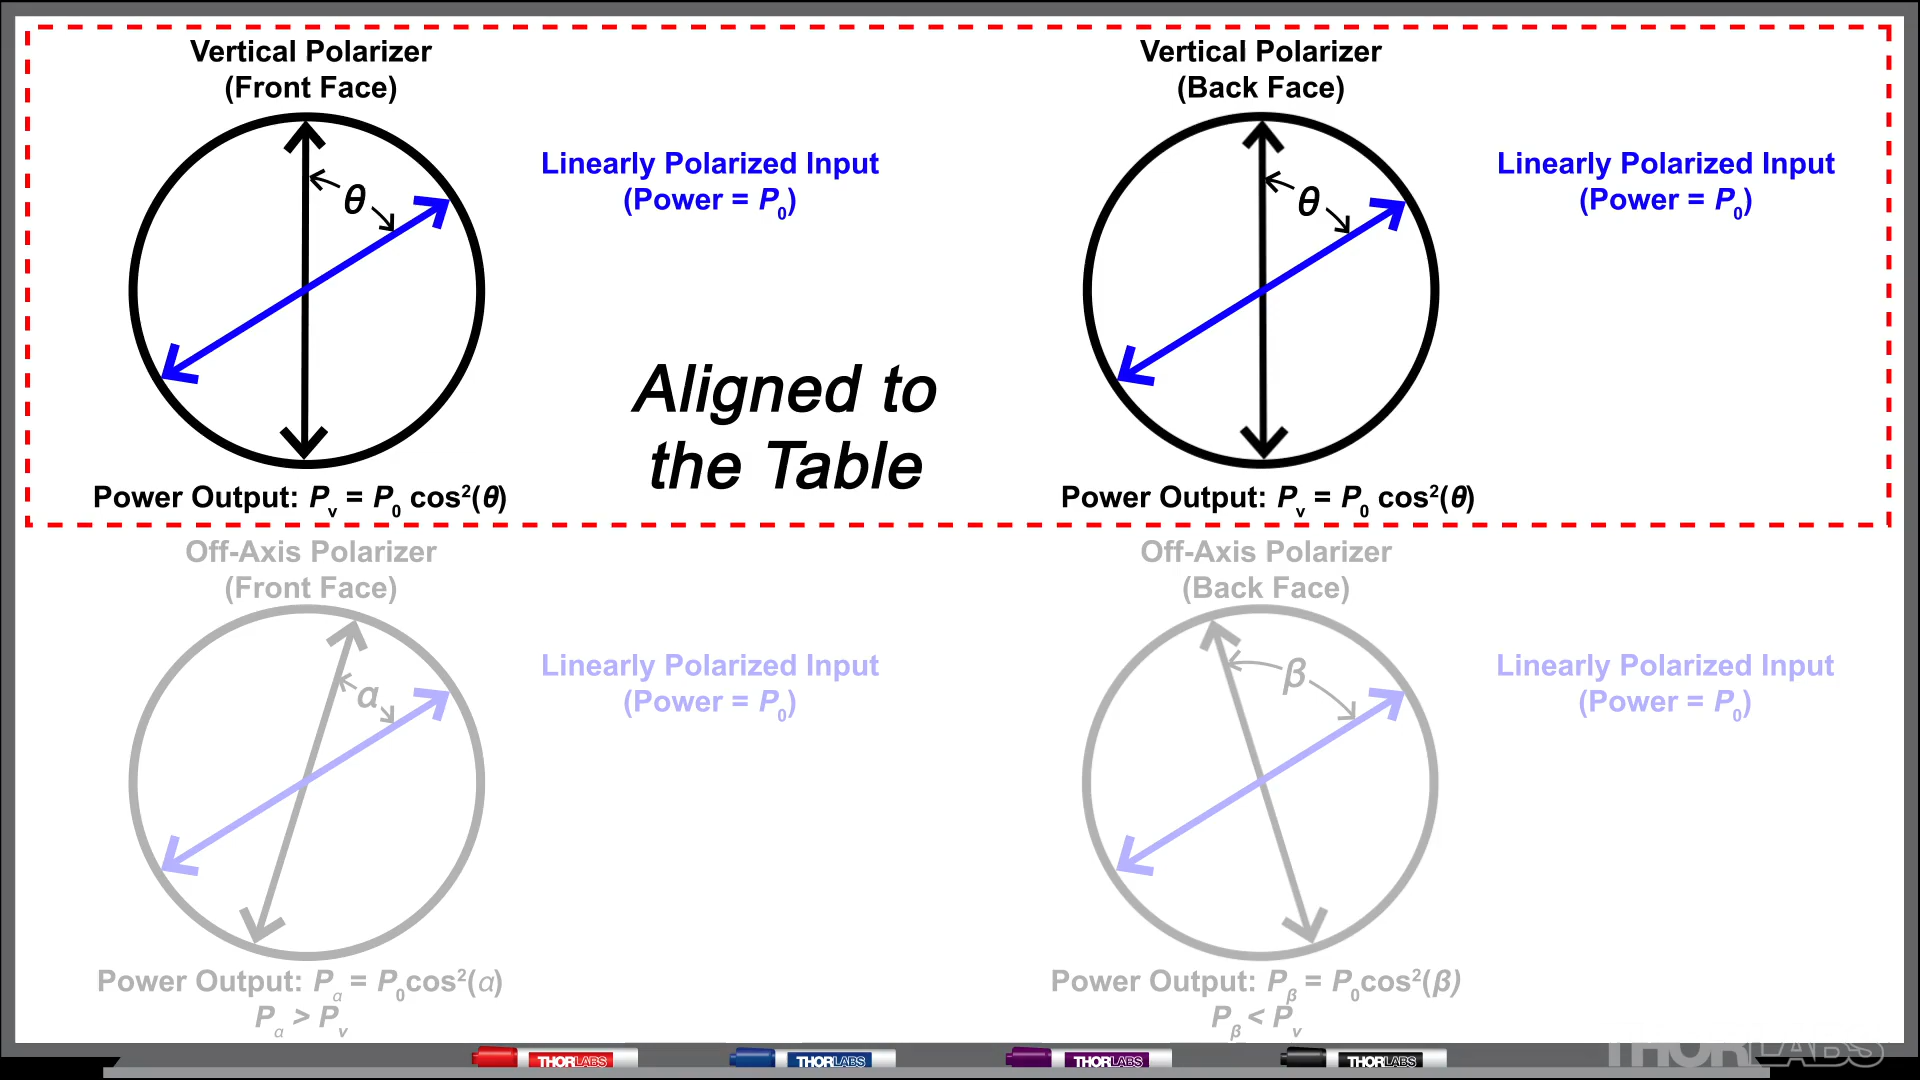 Vertical Polarizer
(Front Face)
θ
Linearly Polarized Input
(Power = P0)
Power Output: Pv = P0 cos²(θ)
Vertical Polarizer
(Back Face)
θ
Linearly Polarized Input
(Power = P0)
Power Output: Pv = P0 cos²(θ)
Aligned to
the Table
Off-Axis Polarizer
(Front Face)
α
Linearly Polarized Input
(Power = P0)
Power Output: Pα = P0cos²(α)
Pα > Pv
Off-Axis Polarizer
(Back Face)
β
Linearly Polarized Input
(Power = P0)
Power Output: Pβ = P0cos²(β)
Pβ < Pv
THORLABS
THORLABS
THORLABS
THORLABS
THORLABS